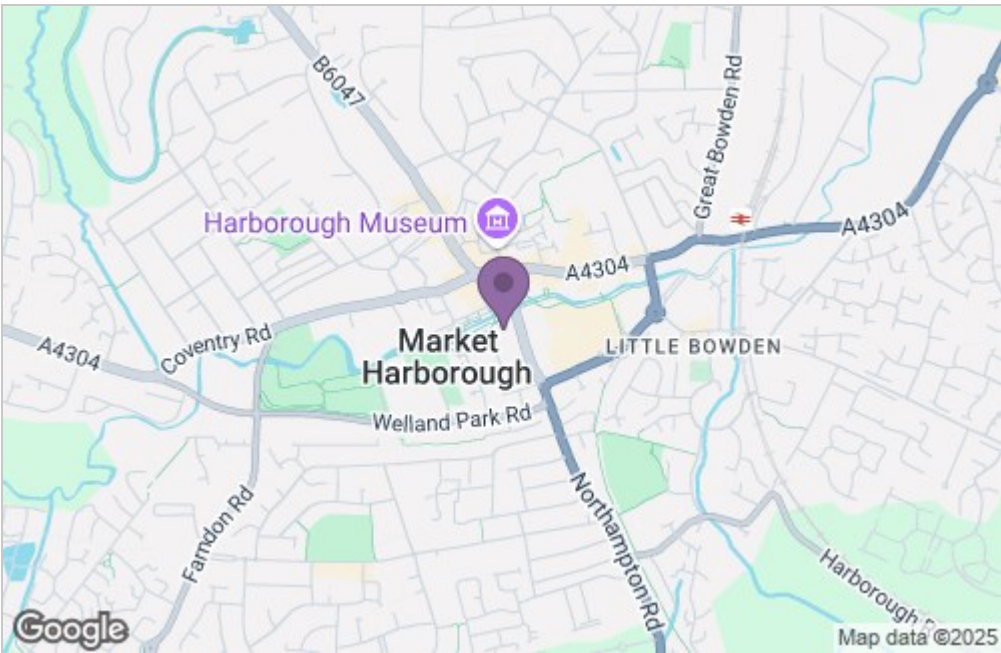 B6047
Great Bowden Rd
Harborough Museum
A4304
A4304
Coventry Rd
A4304
Market
Harborough
LITTLE BOWDEN
Welland Park Rd
Farndon Rd
Northampton Rd
Harborough
Google
Map data ©2025